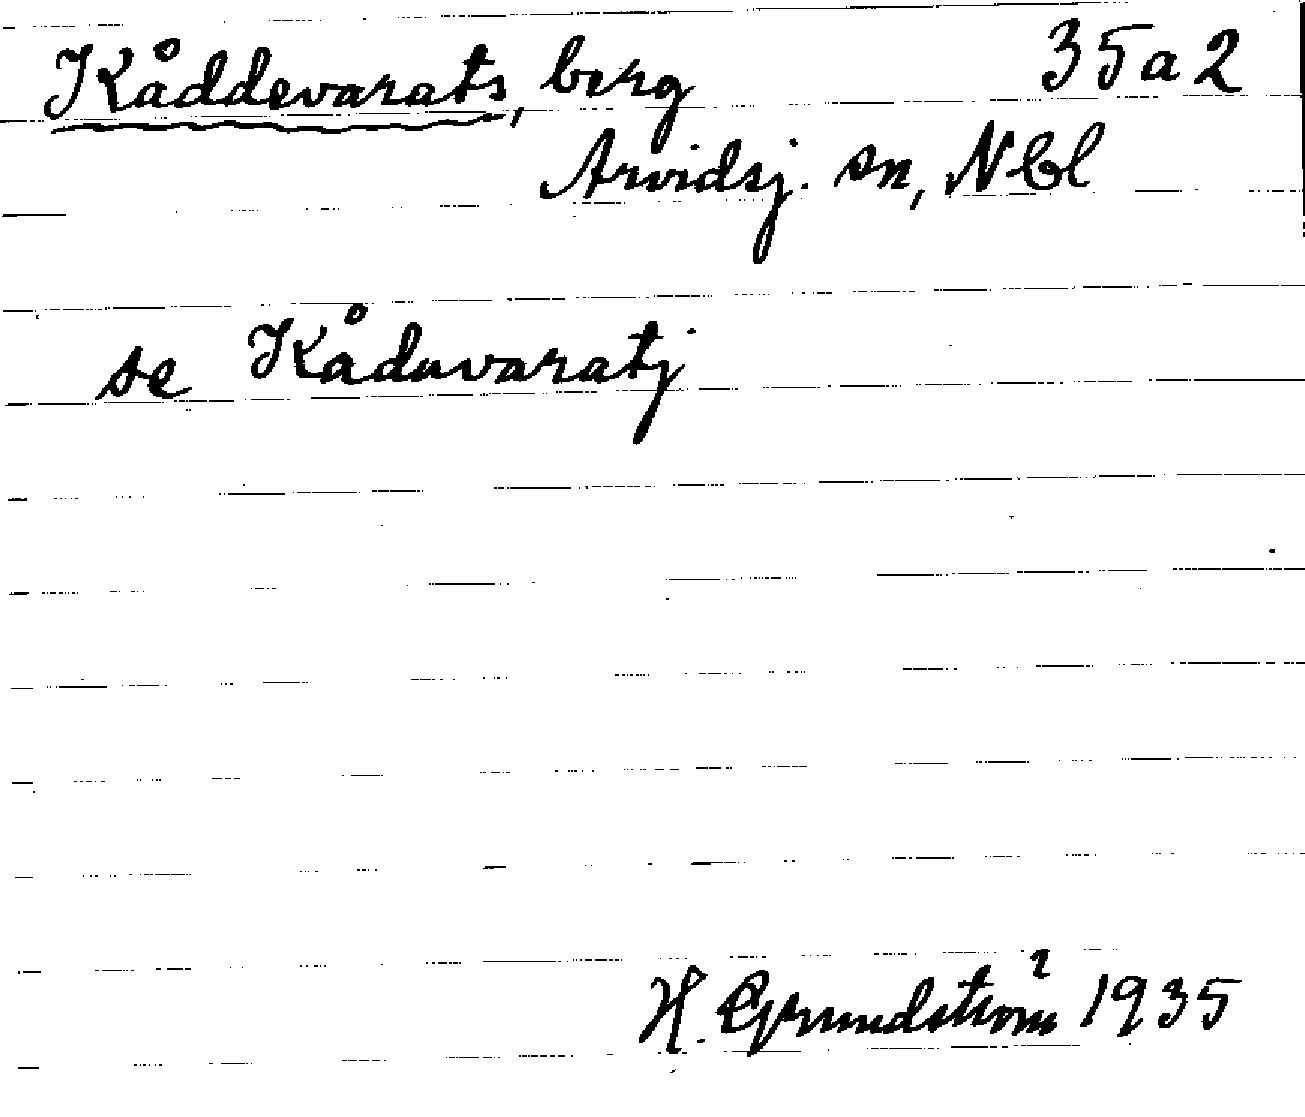 Kåddevarats, berg 35a2
Arvidsj. sn, Nbl
se Kåduvaratj
H. Grundström 1935